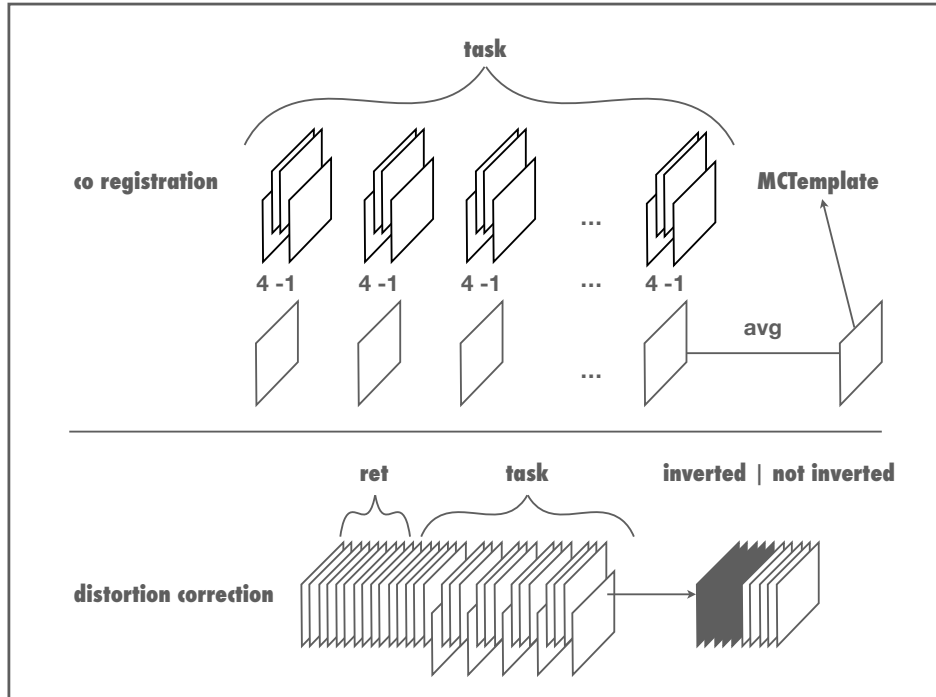 task
co registration
MCTemplate
...
4 -1 4 -1 4 -1 ... 4 -1
avg
...
ret task inverted | not inverted
distortion correction